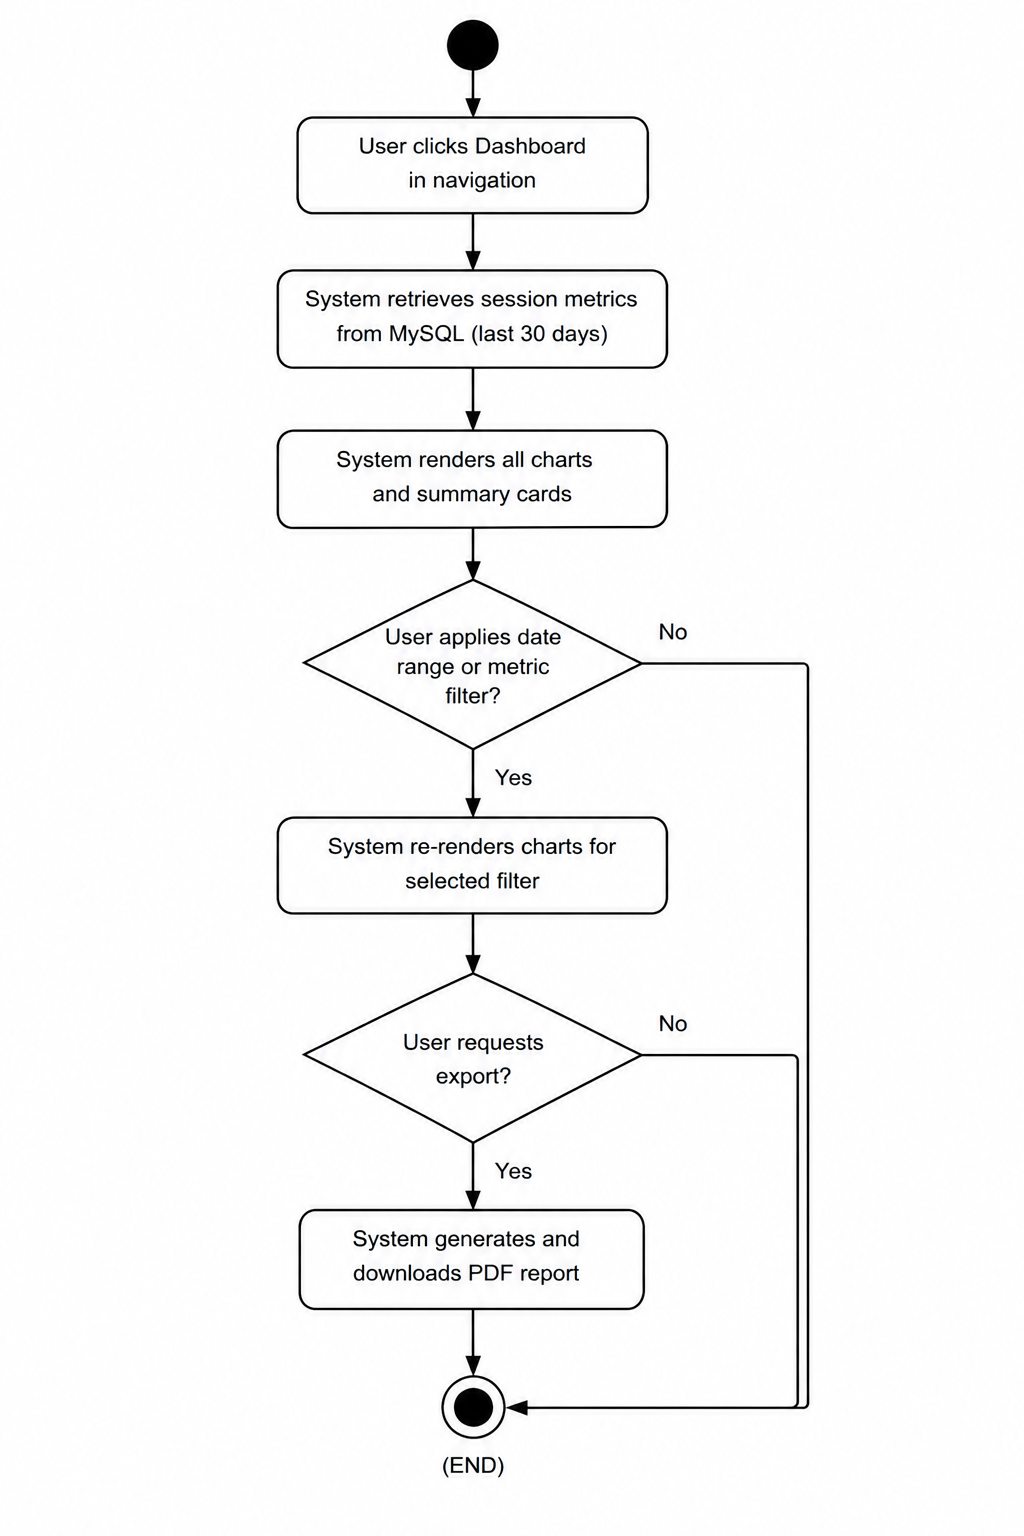 User clicks Dashboard
in navigation
System retrieves session metrics
from MySQL (last 30 days)
System renders all charts
and summary cards
User applies date
range or metric
filter?
No
Yes
System re-renders charts for
selected filter
User requests
export?
No
Yes
System generates and
downloads PDF report
(END)